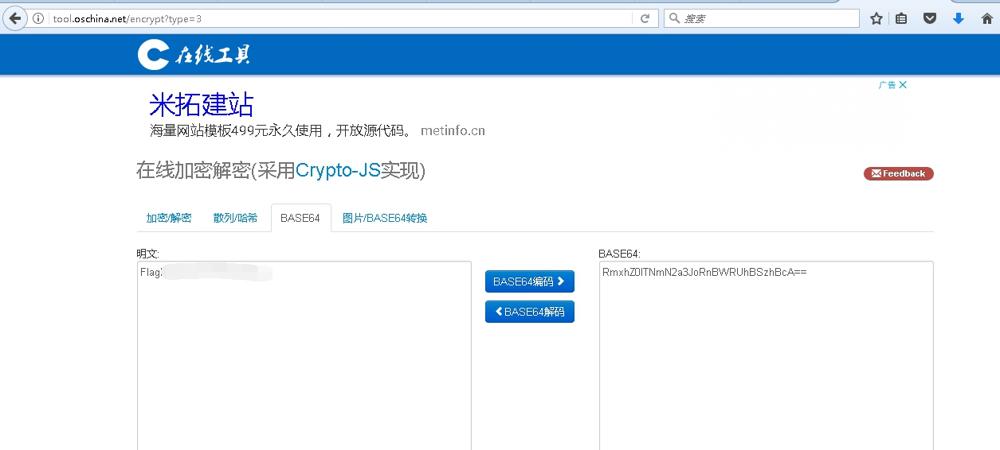 tool.oschina.net/encrypt?type=3
搜索
在线工具
广告
米拓建站
海量网站模板499元永久使用，开放源代码。 metinfo.cn
在线加密解密(采用Crypto-JS实现)
Feedback
加密/解密 散列/哈希 BASE64 图片/BASE64转换
明文:
BASE64:
Flag
RmxhZ0lTNmN2a3JoRnBWRUhBSzhBcA==
BASE64编码
BASE64解码